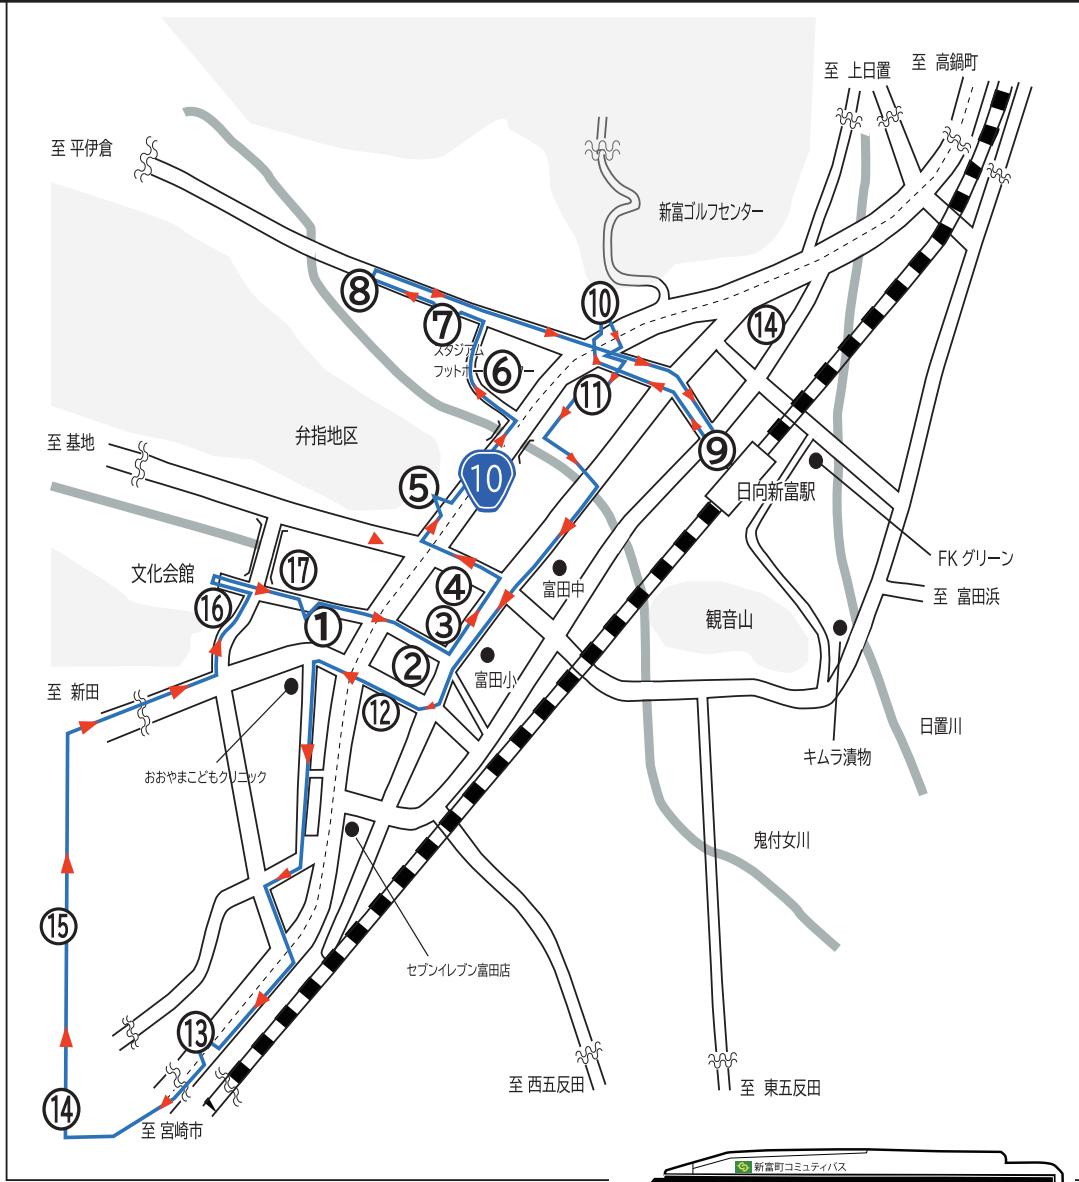 至 高鍋町
至 上日置
至 平伊倉
新富ゴルフセンター
⑧
⑩
⑦
⑭
スタジアム
フットボ
ー
⑥
⑪
弁指地区
至 基地
⑨
⑤
10
日向新富駅
FKグリーン
文化会館
⑰
④
富田中
至 富田浜
⑯
①
③
観音山
②
富田小
至 新田
⑫
日置川
キムラ漬物
おおやまこどもクリニック
鬼付女川
⑮
セブンイレブン富田店
⑬
至 西五反田
至 東五反田
⑭
至 宮崎市
新富町コミュティバス